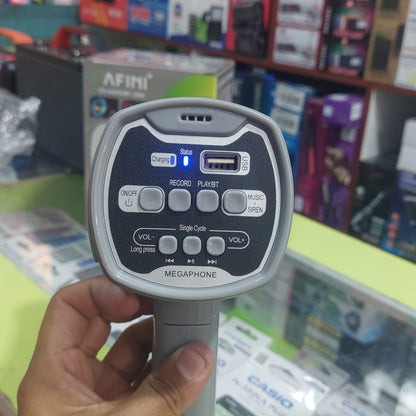 AFINI
Status
Charging
USB
RECORD PLAY/BT
ON/OFF
MUSIC
SIREN
Single Cycle
VOL- VOL+
Long press
MEGAPHONE
CASIO
CASIO